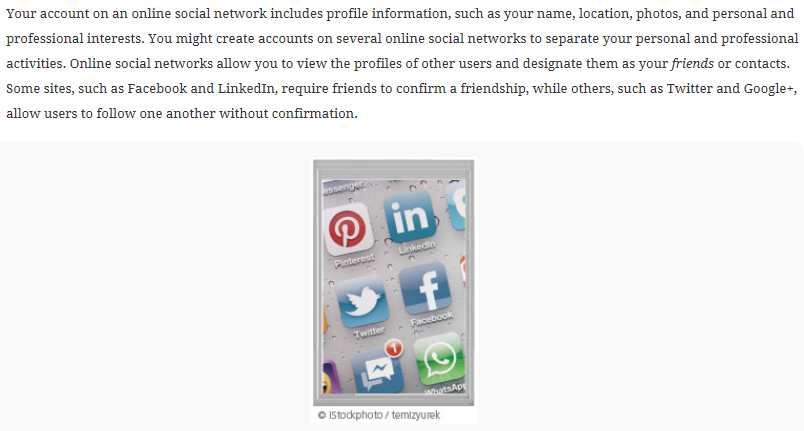 Your account on an online social network includes profile information, such as your name, location, photos, and personal and
professional interests. You might create accounts on several online social networks to separate your personal and professional
activities. Online social networks allow you to view the profiles of other users and designate them as your friends or contacts.
Some sites, such as Facebook and LinkedIn, require friends to confirm a friendship, while others, such as Twitter and Google+,
allow users to follow one another without confirmation.
essenger
in
Pinterest
LinkedIn
f
Twitter
Facebook
1
WhatsApp
© iStockphoto / temizyurek